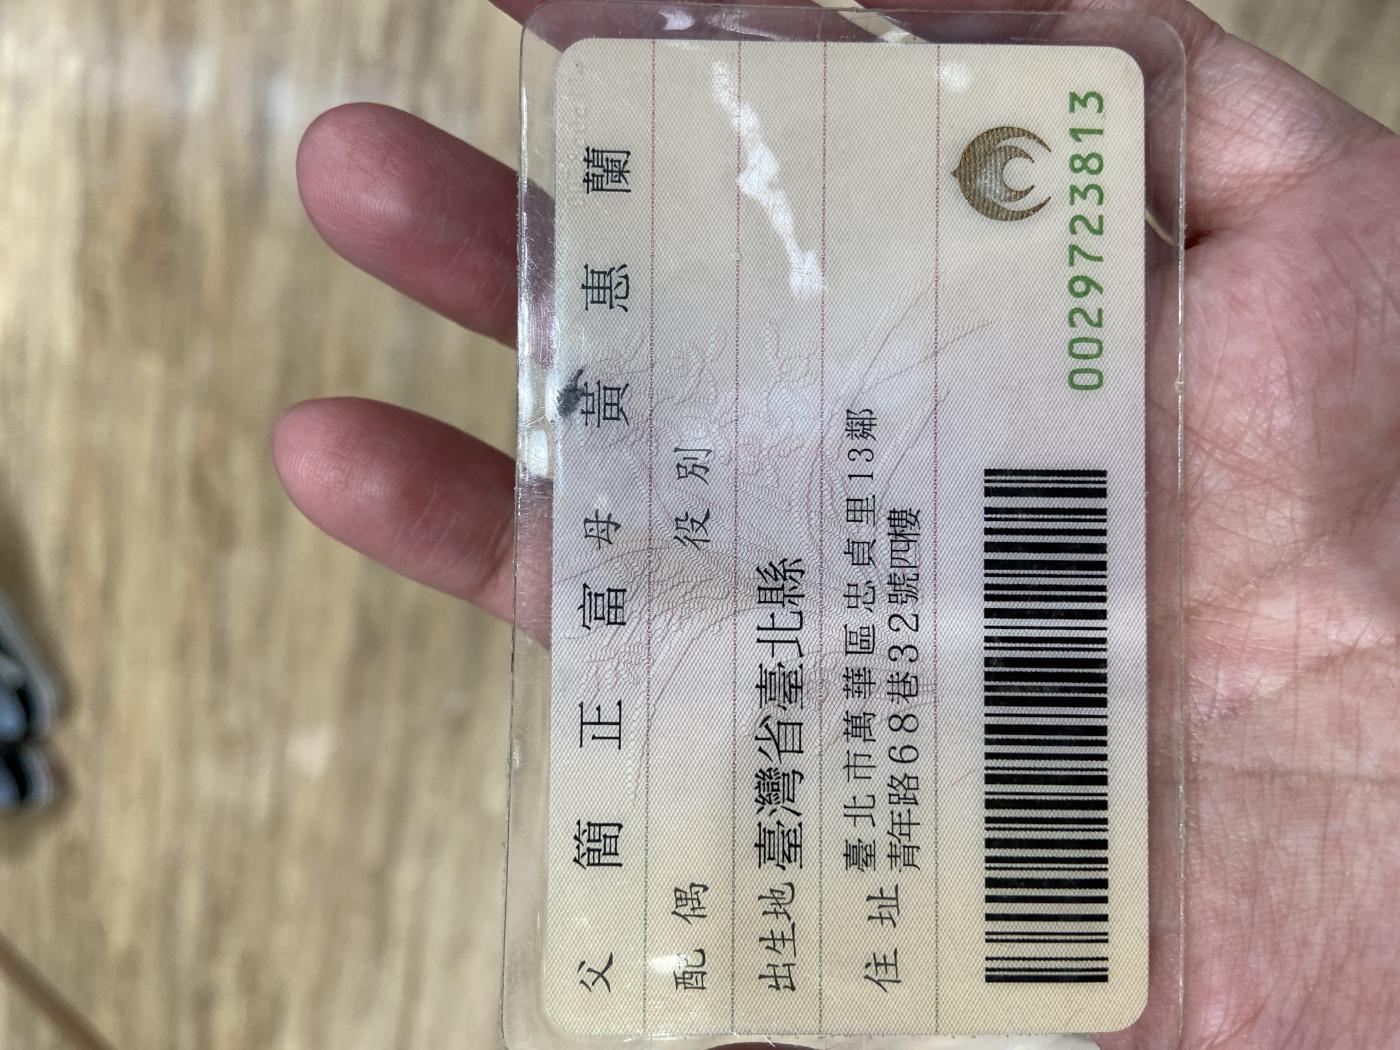 父 簡正富 母 黃惠蘭
配偶 役別
出生地 臺灣省臺北縣
住址 臺北市萬華區忠貞里13鄰
青年路68巷32號四樓
0029723813